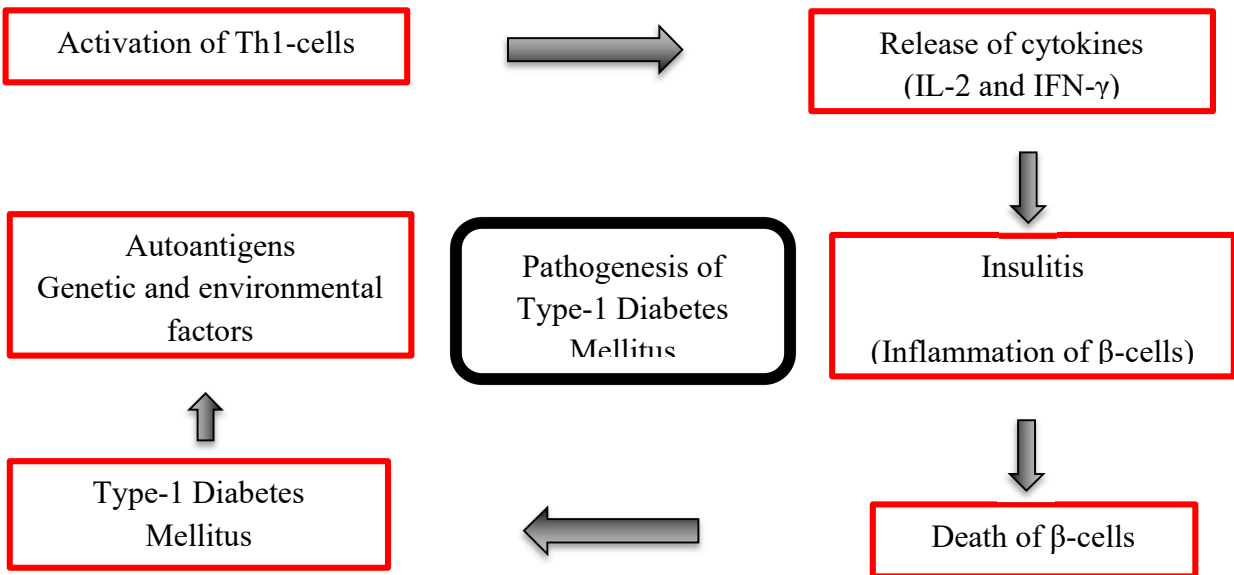 Activation of Th1-cells
Release of cytokines
(IL-2 and IFN-γ)
Autoantigens
Genetic and environmental
factors
Pathogenesis of
Type-1 Diabetes
Mellitus
Insulitis
(Inflammation of β-cells)
Type-1 Diabetes
Mellitus
Death of β-cells